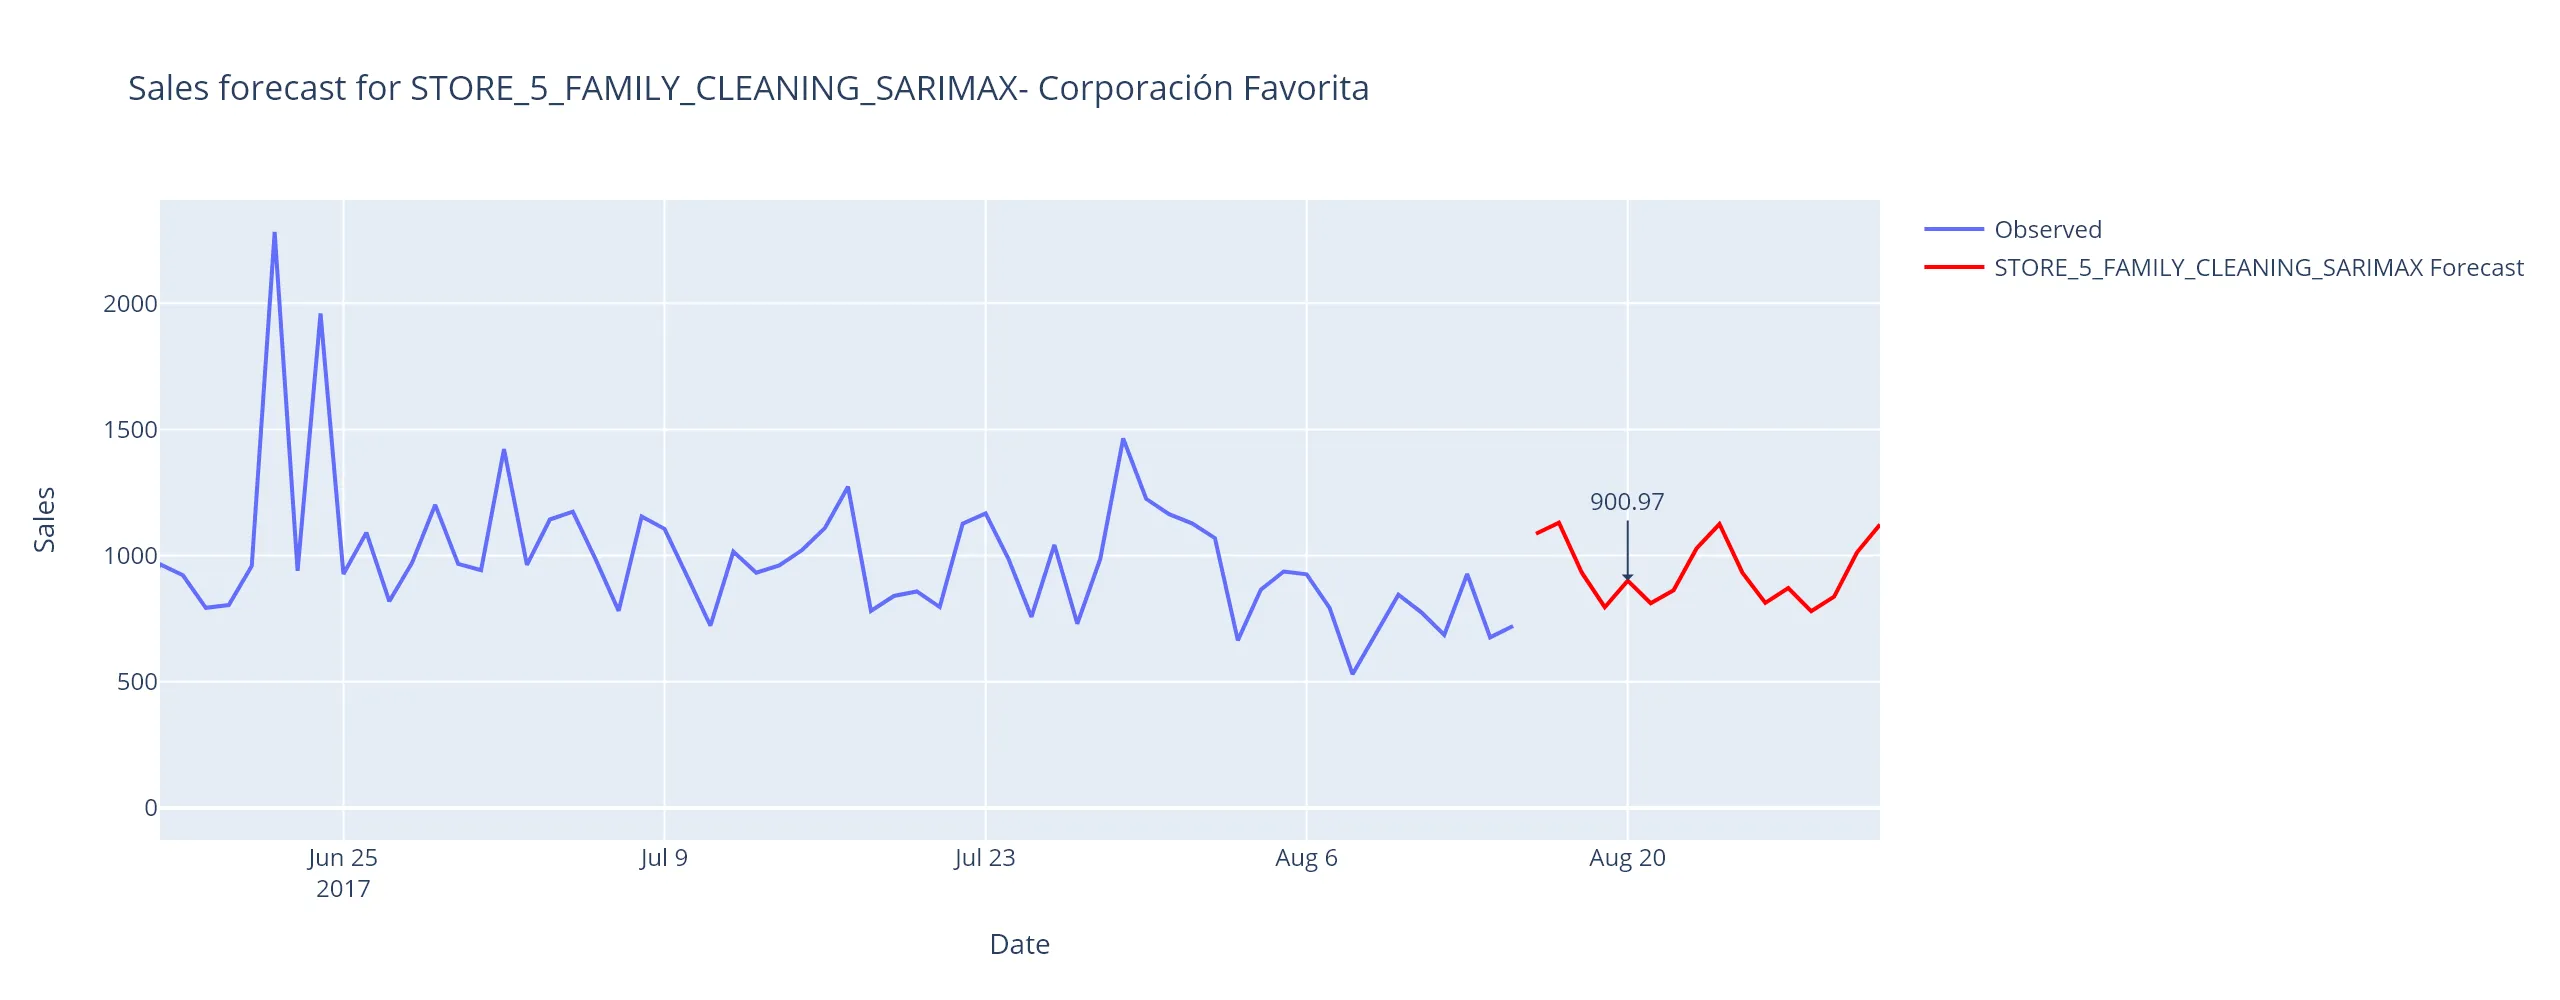 Sales forecast for STORE_5_FAMILY_CLEANING_SARIMAX- Corporación Favorita
Observed
STORE_5_FAMILY_CLEANING_SARIMAX Forecast
2000
1500
1000
500
0
Sales
900.97
Jun 25
2017
Jul 9
Jul 23
Aug 6
Aug 20
Date